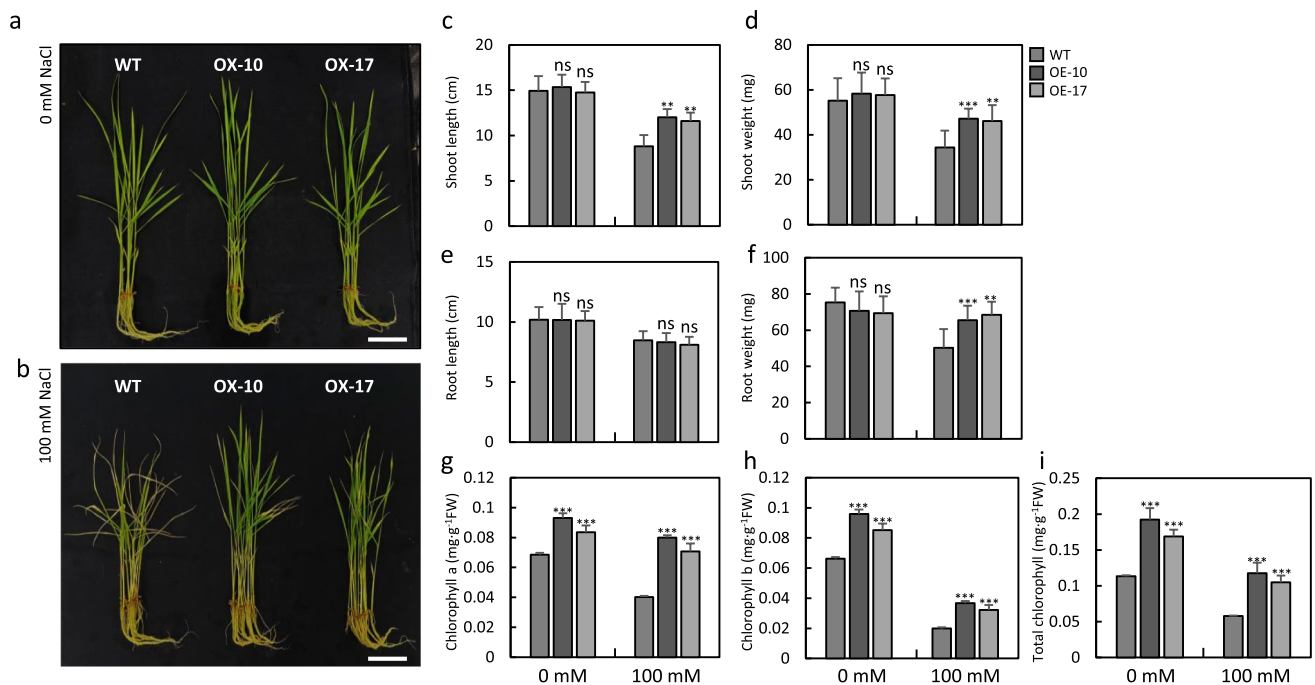 a
0 mM NaCl
WT OX-10 OX-17
b
100 mM NaCl
WT OX-10 OX-17
c
Shoot length (cm)
20
15
10
5
0
ns ns
** **
d
Shoot weight (mg)
80
60
40
20
0
ns ns
*** **
WT
OE-10
OE-17
e
Root length (cm)
15
10
5
0
ns ns
ns ns
f
Root weight (mg)
100
80
60
40
20
0
ns ns
*** **
g
Chlorophyll a (mg·g⁻¹FW)
0.12
0.1
0.08
0.06
0.04
0.02
0
*** ***
*** ***
0 mM 100 mM
h
Chlorophyll b (mg·g⁻¹FW)
0.12
0.1
0.08
0.06
0.04
0.02
0
*** ***
*** ***
0 mM 100 mM
i
Total chlorophyll (mg·g⁻¹FW)
0.25
0.2
0.15
0.1
0.05
0
*** ***
*** ***
0 mM 100 mM